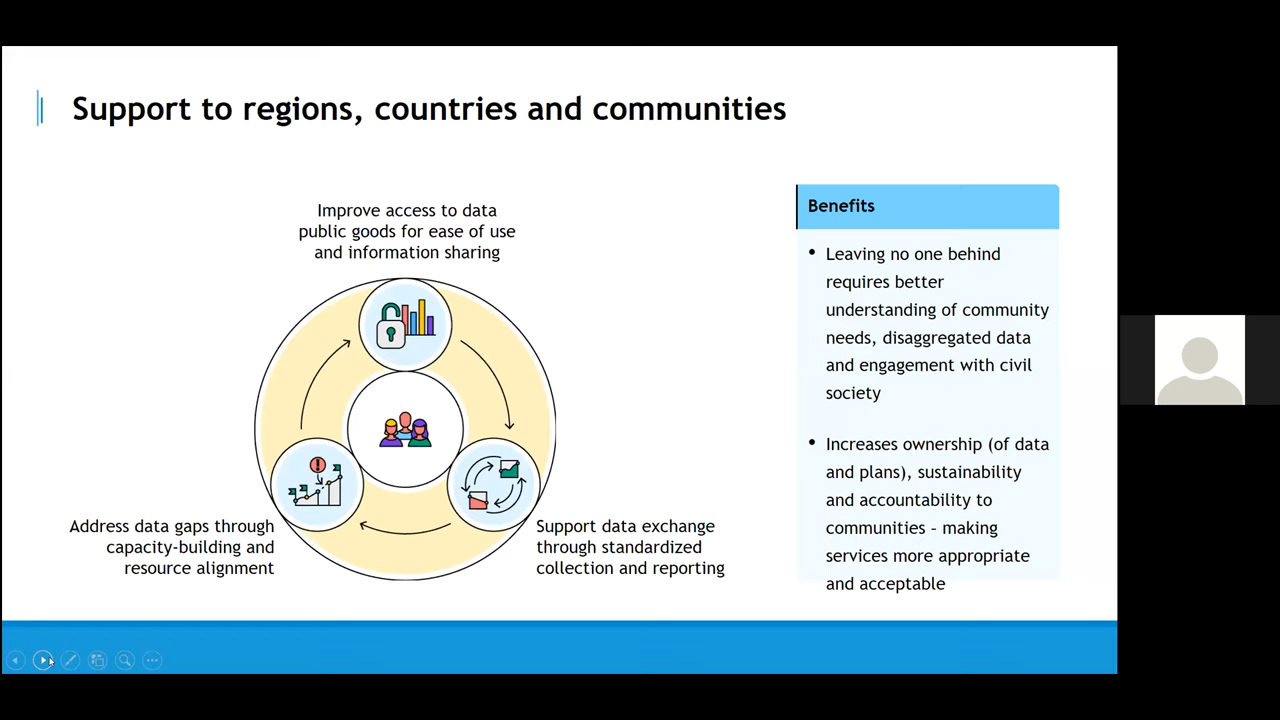 Support to regions, countries and communities
Improve access to data
public goods for ease of use
and information sharing
Address data gaps through
capacity-building and
resource alignment
Support data exchange
through standardized
collection and reporting
Benefits
• Leaving no one behind
requires better
understanding of community
needs, disaggregated data
and engagement with civil
society
• Increases ownership (of data
and plans), sustainability
and accountability to
communities – making
services more appropriate
and acceptable